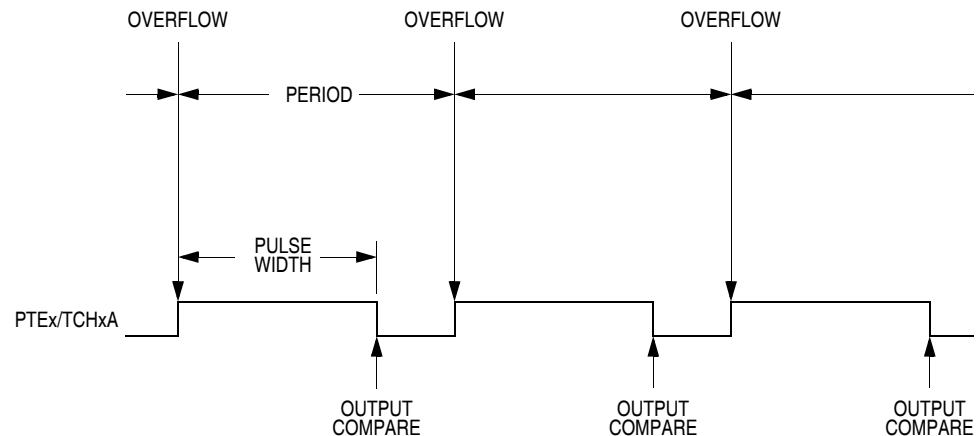 OVERFLOW
OVERFLOW
OVERFLOW
PERIOD
PULSE
WIDTH
PTEx/TCHxA
OUTPUT
COMPARE
OUTPUT
COMPARE
OUTPUT
COMPARE